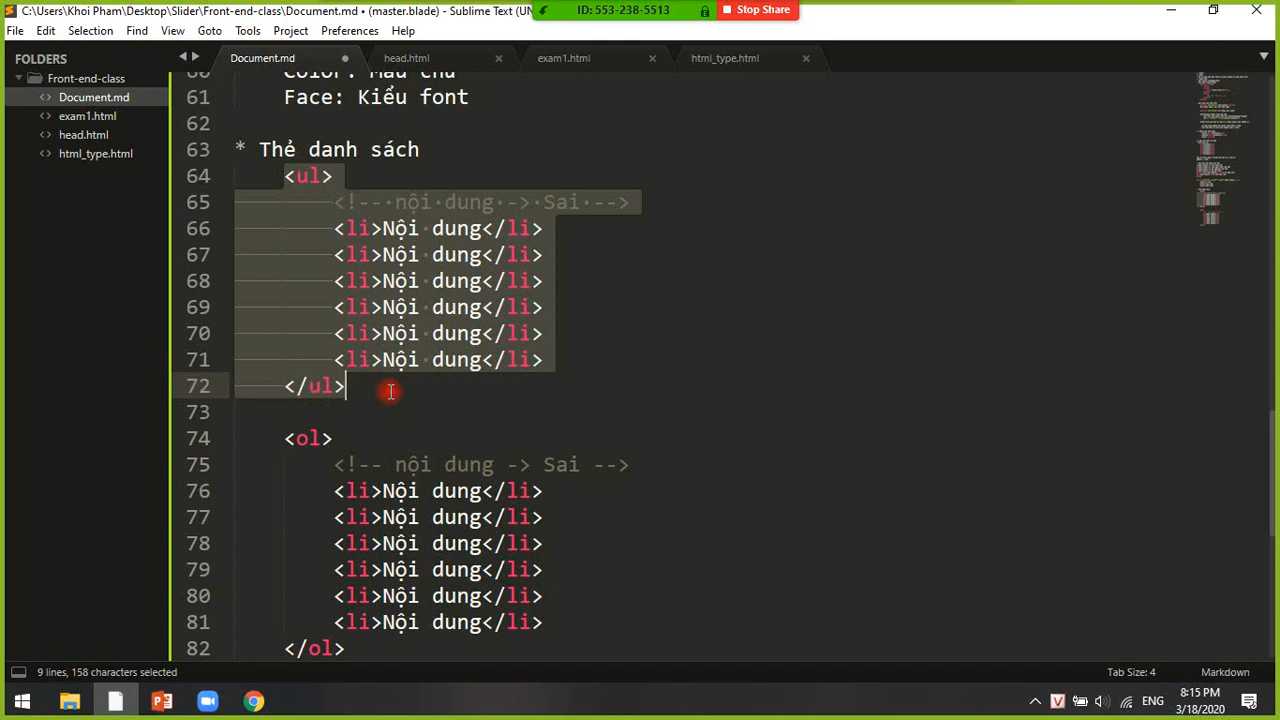 C:\Users\Khoi Pham\Desktop\Slider\Front-end-class\Document.md • (master.blade) - Sublime Text (UN
ID: 553-238-5513
Stop Share
File Edit Selection Find View Goto Tools Project Preferences Help
FOLDERS
Front-end-class
Document.md
exam1.html
head.html
html_type.html
Document.md head.html exam1.html html_type.html
60 Color: Màu chữ
61 Face: Kiểu font
62
63 * Thẻ danh sách
64 <ul>
65 <!-- nội dung -> Sai -->
66 <li>Nội dung</li>
67 <li>Nội dung</li>
68 <li>Nội dung</li>
69 <li>Nội dung</li>
70 <li>Nội dung</li>
71 <li>Nội dung</li>
72 </ul>
73
74 <ol>
75 <!-- nội dung -> Sai -->
76 <li>Nội dung</li>
77 <li>Nội dung</li>
78 <li>Nội dung</li>
79 <li>Nội dung</li>
80 <li>Nội dung</li>
81 <li>Nội dung</li>
82 </ol>
9 lines, 158 characters selected
Tab Size: 4
Markdown
ENG
8:15 PM
3/18/2020